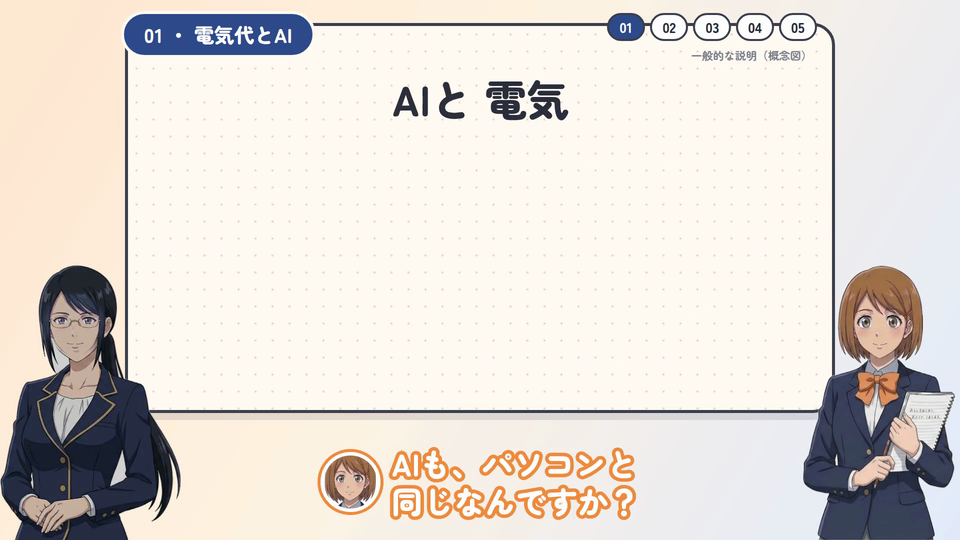 01 ・ 電気代とAI
01 02 03 04 05
一般的な説明（概念図）
AIと 電気
AIも、パソコンと
同じなんですか？